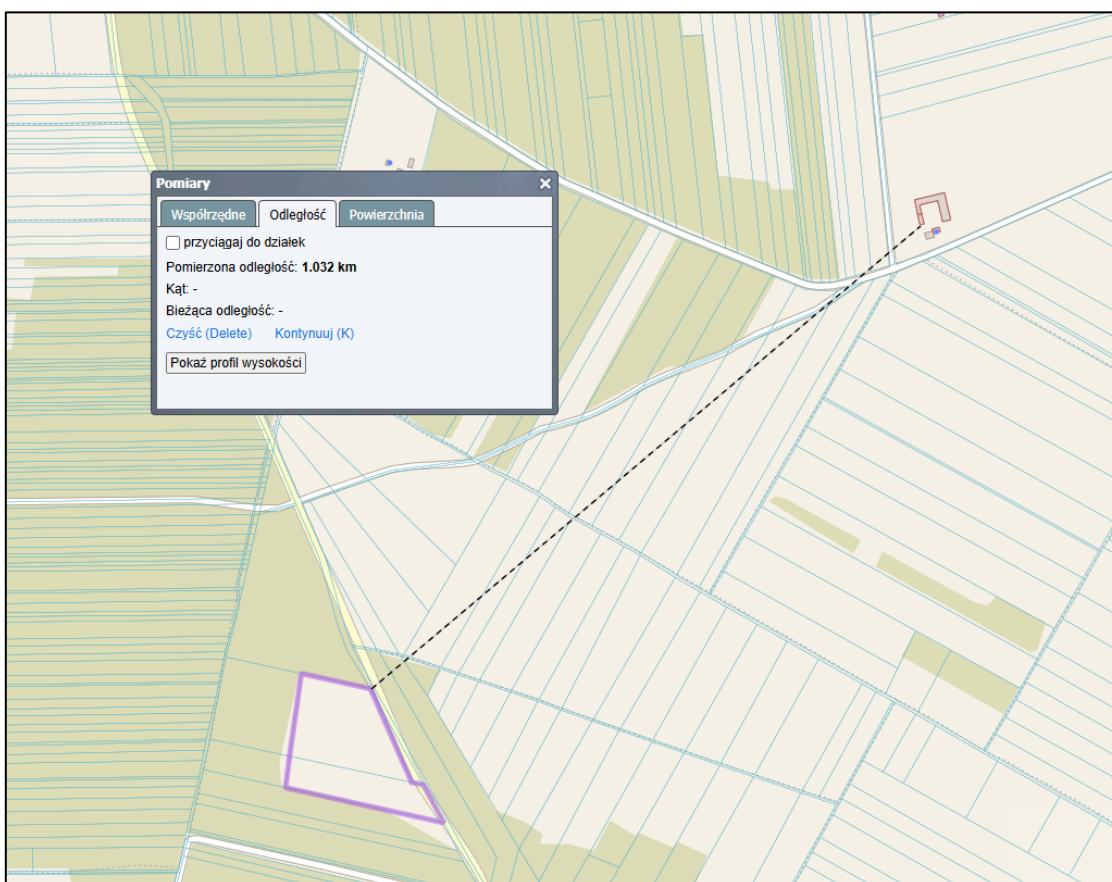 Pomiary
Współrzędne Odległość Powierzchnia
przyciągaj do działek
Pomierzona odległość: 1.032 km
Kąt: -
Bieżąca odległość: -
Czyść (Delete) Kontynuuj (K)
Pokaż profil wysokości